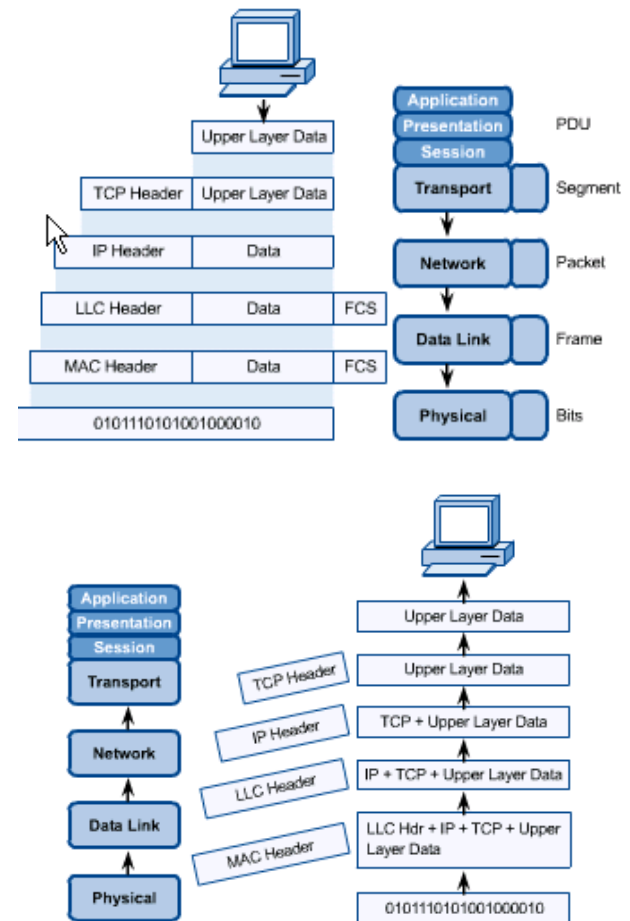 Upper Layer Data
TCP Header Upper Layer Data
IP Header Data
LLC Header Data FCS
MAC Header Data FCS
0101110101001000010
Application
Presentation
Session
PDU
Transport Segment
Network Packet
Data Link Frame
Physical Bits
Application
Presentation
Session
Transport
Network
Data Link
Physical
TCP Header
IP Header
LLC Header
MAC Header
Upper Layer Data
Upper Layer Data
TCP + Upper Layer Data
IP + TCP + Upper Layer Data
LLC Hdr + IP + TCP + Upper
Layer Data
0101110101001000010